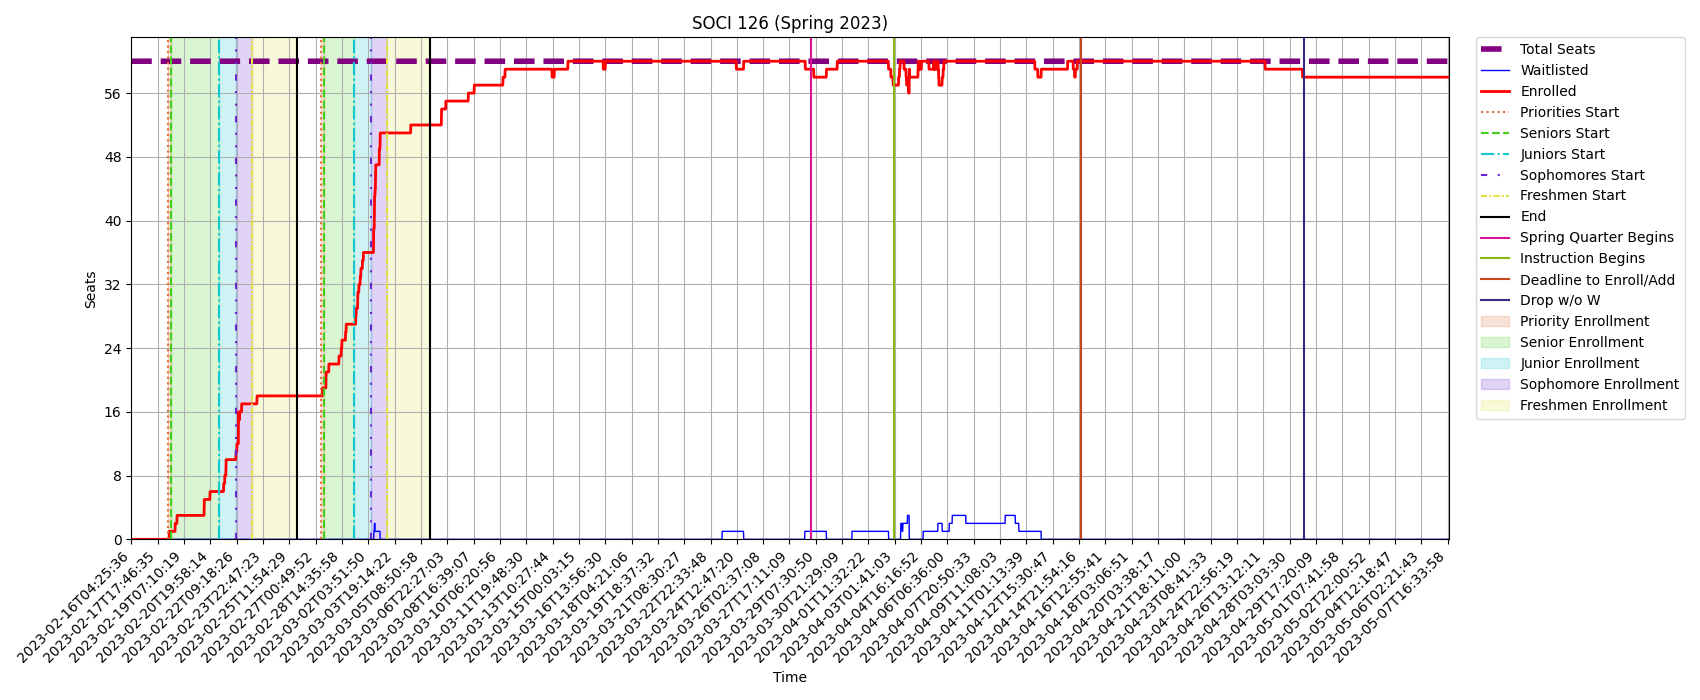 SOCI 126 (Spring 2023)
Seats
56
48
40
32
24
16
8
0
2023-02-16T04:25:36
2023-02-17T17:46:35
2023-02-19T07:10:19
2023-02-20T19:58:14
2023-02-22T09:18:26
2023-02-23T22:47:23
2023-02-25T11:54:29
2023-02-27T00:49:52
2023-02-28T14:35:58
2023-03-02T03:51:50
2023-03-03T19:14:22
2023-03-05T08:50:58
2023-03-06T22:27:03
2023-03-08T16:39:07
2023-03-10T06:20:56
2023-03-11T19:48:30
2023-03-13T10:27:44
2023-03-15T00:03:15
2023-03-16T13:56:30
2023-03-18T04:21:06
2023-03-19T18:37:32
2023-03-21T08:30:27
2023-03-22T22:33:48
2023-03-24T12:47:20
2023-03-26T02:37:08
2023-03-27T17:11:09
2023-03-29T07:30:50
2023-03-30T21:29:09
2023-04-01T11:32:22
2023-04-03T01:41:03
2023-04-04T16:16:52
2023-04-06T06:36:00
2023-04-07T20:50:33
2023-04-09T11:08:03
2023-04-11T01:13:39
2023-04-12T15:30:47
2023-04-14T21:54:16
2023-04-16T12:55:41
2023-04-18T03:06:51
2023-04-20T03:38:17
2023-04-21T18:11:00
2023-04-23T08:41:33
2023-04-24T22:56:19
2023-04-26T13:12:11
2023-04-28T03:03:30
2023-04-29T17:20:09
2023-05-01T07:41:58
2023-05-02T22:00:52
2023-05-04T12:18:47
2023-05-06T02:21:43
2023-05-07T16:33:58
Time
Total Seats
Waitlisted
Enrolled
Priorities Start
Seniors Start
Juniors Start
Sophomores Start
Freshmen Start
End
Spring Quarter Begins
Instruction Begins
Deadline to Enroll/Add
Drop w/o W
Priority Enrollment
Senior Enrollment
Junior Enrollment
Sophomore Enrollment
Freshmen Enrollment